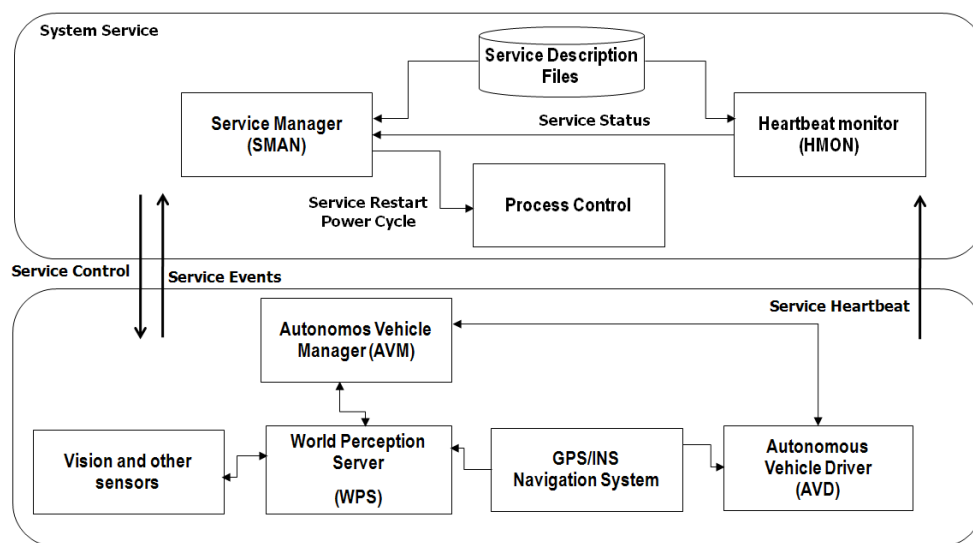 System Service
Service Description
Files
Service Manager
(SMAN)
Service Status
Heartbeat monitor
(HMON)
Service Restart
Power Cycle
Process Control
Service Control
Service Events
Service Heartbeat
Autonomos Vehicle
Manager (AVM)
Vision and other
sensors
World Perception
Server
(WPS)
GPS/INS
Navigation System
Autonomous
Vehicle Driver
(AVD)